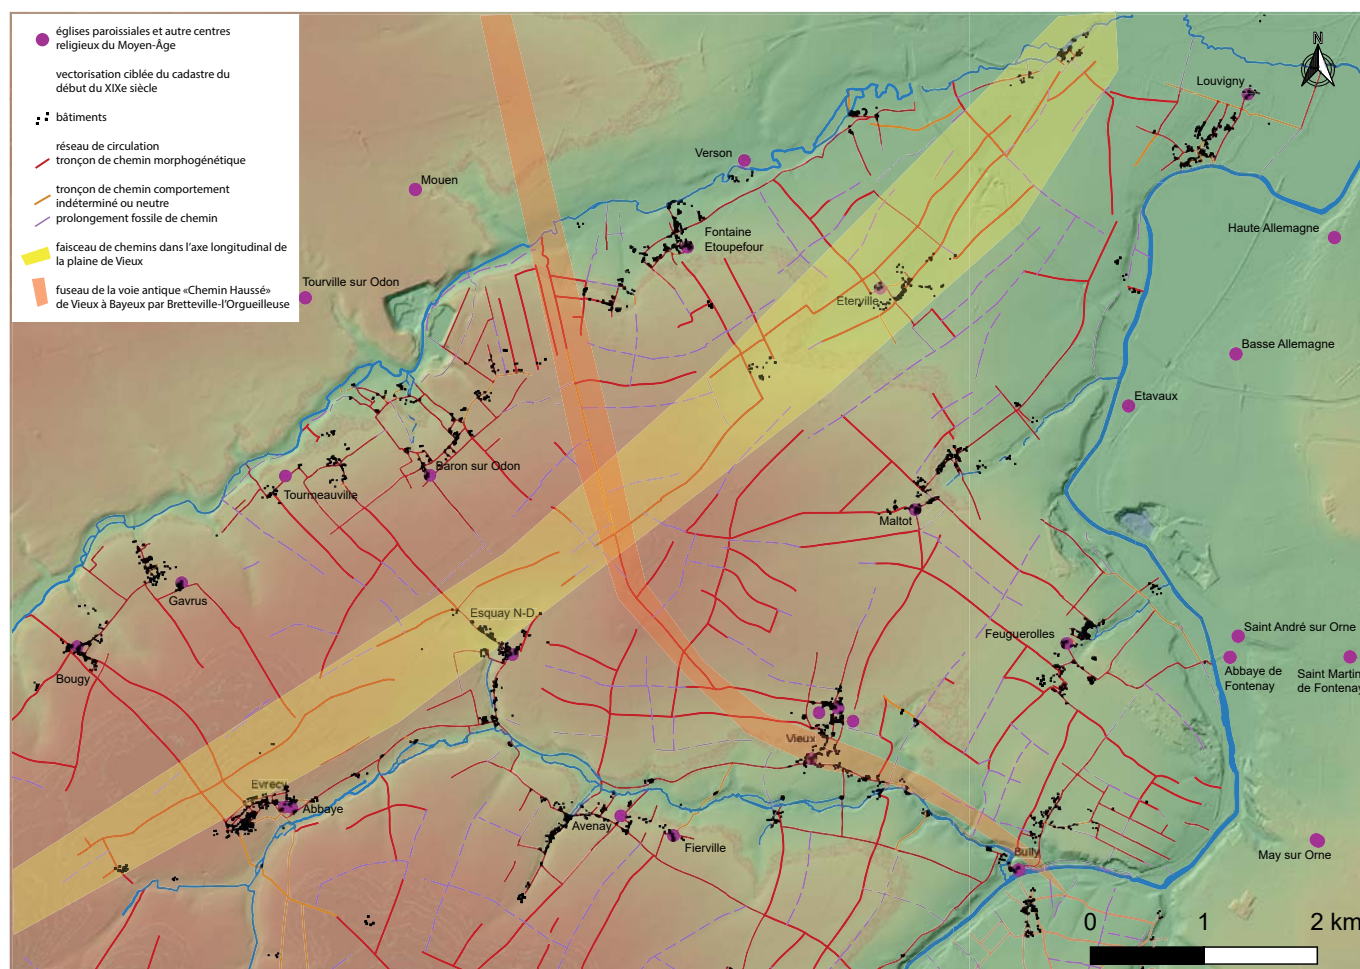 églises paroissiales et autre centres
religieux du Moyen-Âge
vectorisation ciblée du cadastre du
début du XIXe siècle
bâtiments
réseau de circulation
tronçon de chemin morphogénétique
tronçon de chemin comportement
indéterminé ou neutre
prolongement fossile de chemin
faisceau de chemins dans l'axe longitudinal de
la plaine de Vieux
fuseau de la voie antique «Chemin Haussé»
de Vieux à Bayeux par Bretteville-l'Orgueilleuse
N
Louvigny
Verson
Mouen
Fontaine
Etoupefour
Haute Allemagne
Tourville sur Odon
Eterville
Basse Allemagne
Etavaux
Baron sur Odon
Tourmeauville
Maltot
Gavrus
Esquay N-D
Feuguerolles
Saint André sur Orne
Abbaye de
Fontenay
Saint Martin
de Fontenay
Bougy
Vieux
Evrecy
Abbaye
Avenay
Fierville
Bully
May sur Orne
0 1 2 km